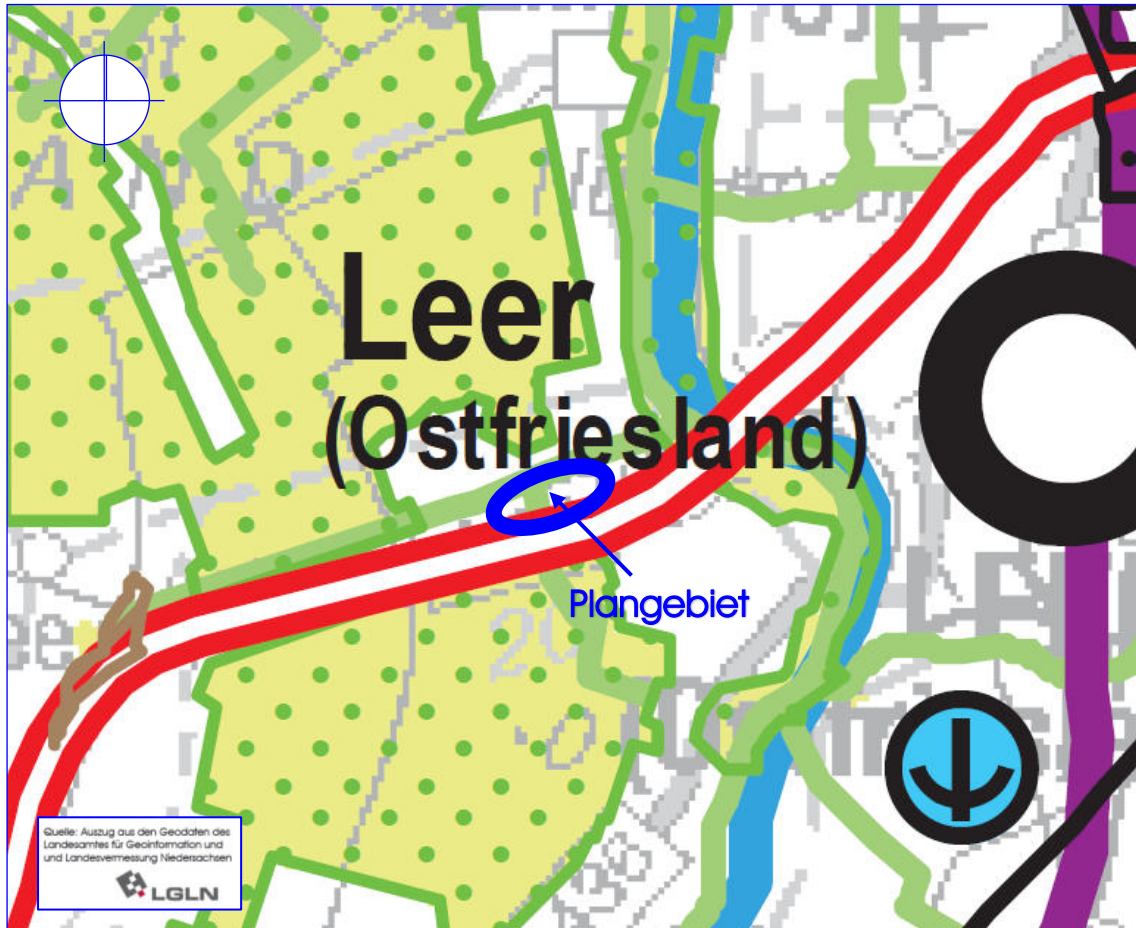 Leer
(Ostfriesland)
Plangebiet
Quelle: Auszug aus den Geodaten des
Landesamtes für Geoinformation und
und Landesvermessung Niedersachsen
LGLN